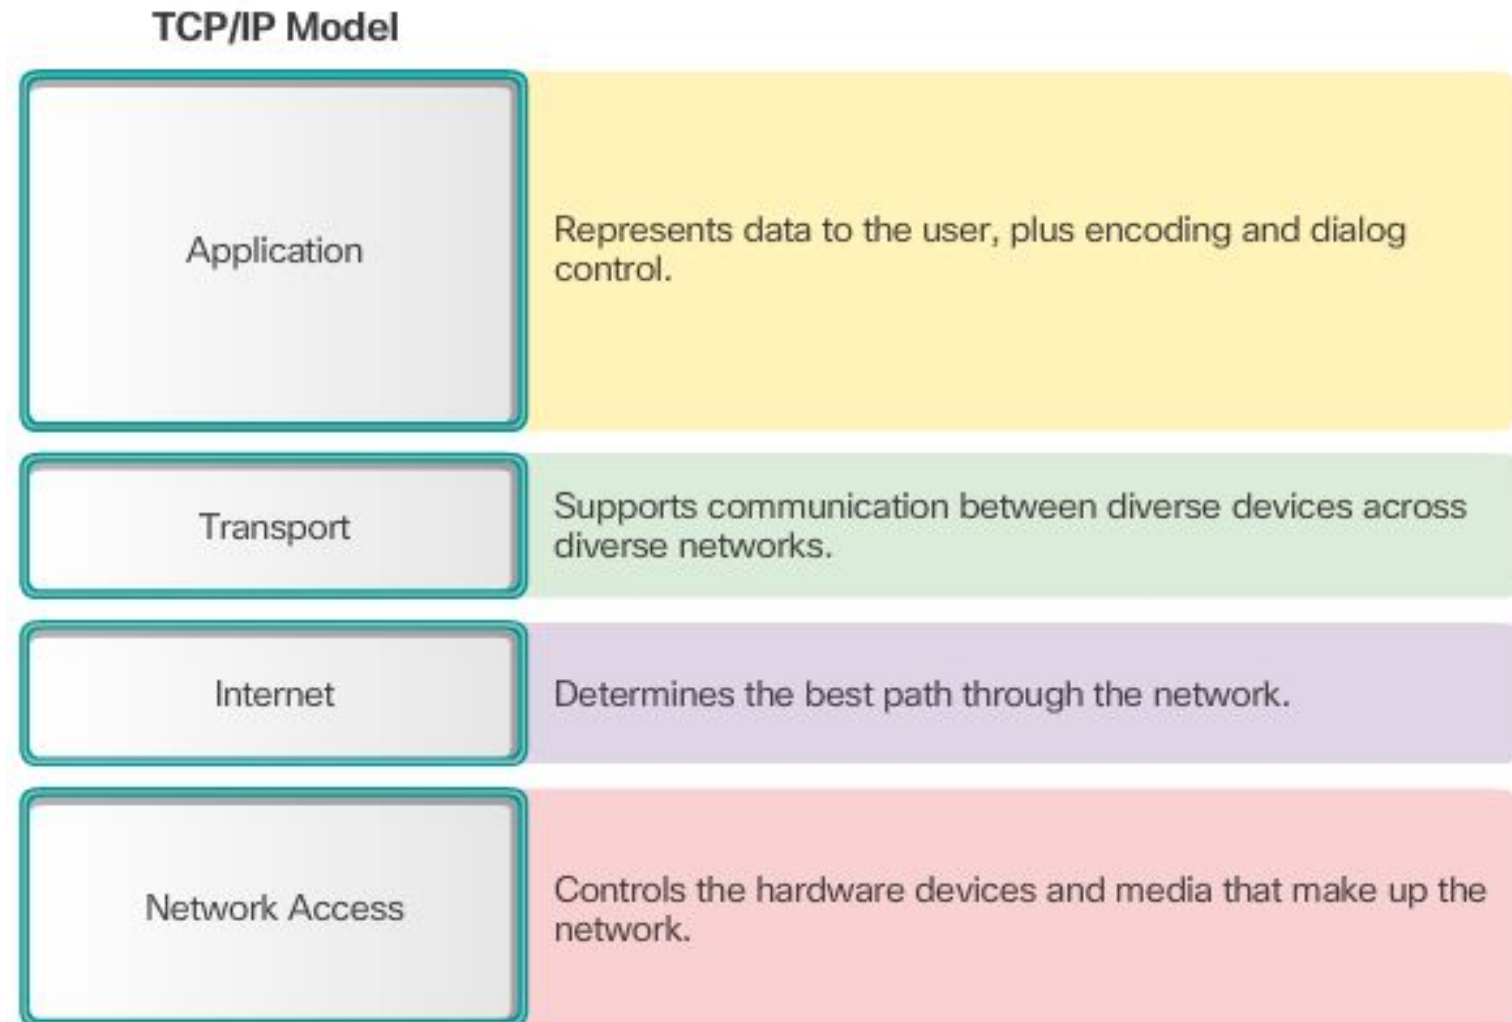 TCP/IP Model
Application
Represents data to the user, plus encoding and dialog
control.
Transport
Supports communication between diverse devices across
diverse networks.
Internet
Determines the best path through the network.
Network Access
Controls the hardware devices and media that make up the
network.